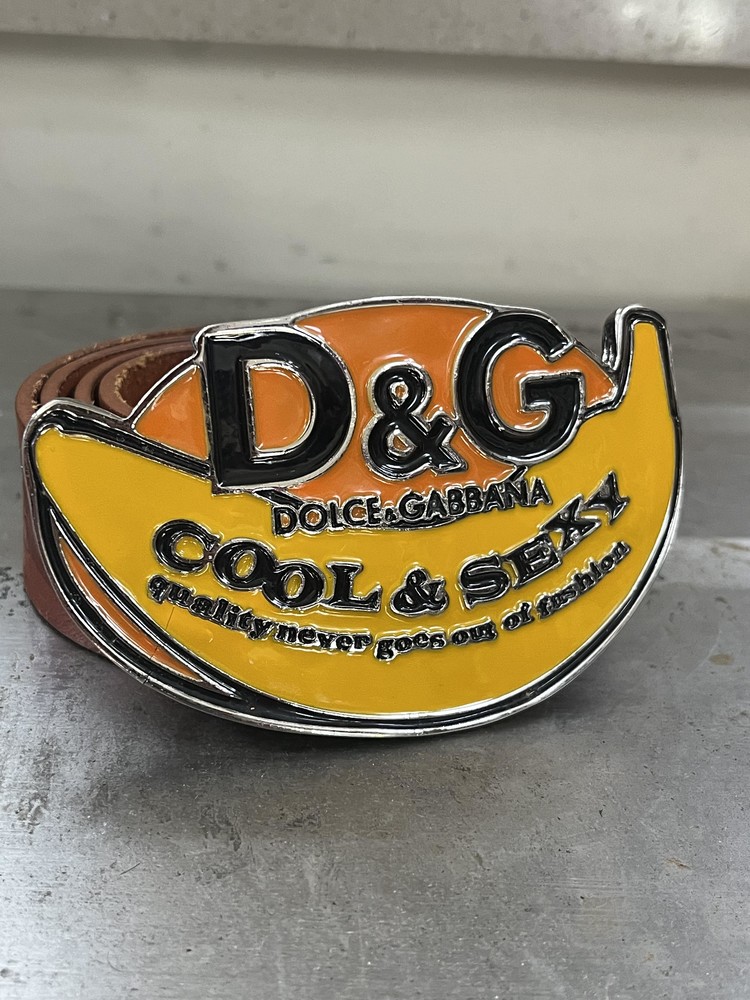 D&G
DOLCE&GABBANA
COOL & SEXY
quality never goes out of fashion